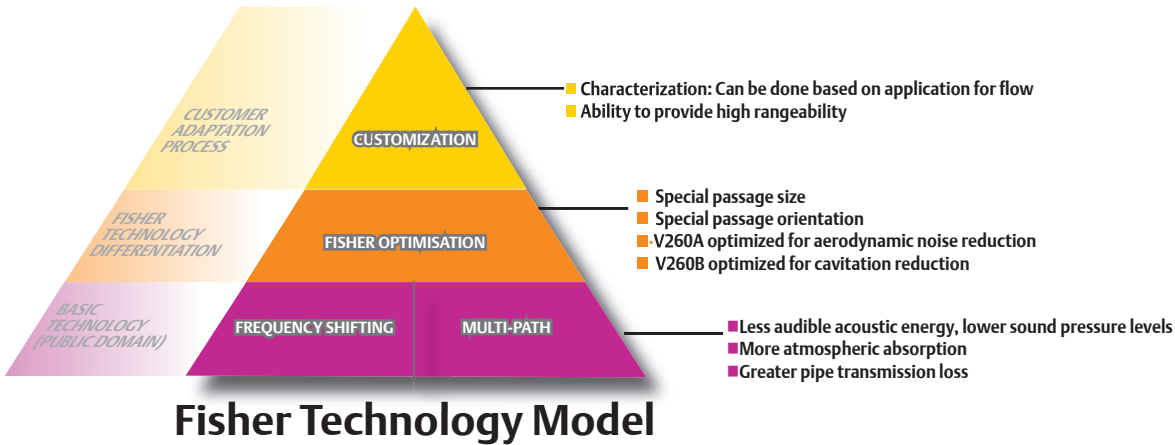 CUSTOMER
ADAPTATION
PROCESS
CUSTOMIZATION
Characterization: Can be done based on application for flow
Ability to provide high rangeability
FISHER
TECHNOLOGY
DIFFERENTIATION
FISHER OPTIMISATION
Special passage size
Special passage orientation
V260A optimized for aerodynamic noise reduction
V260B optimized for cavitation reduction
BASIC
TECHNOLOGY
(PUBLIC DOMAIN)
FREQUENCY SHIFTING
MULTI-PATH
Less audible acoustic energy, lower sound pressure levels
More atmospheric absorption
Greater pipe transmission loss
Fisher Technology Model